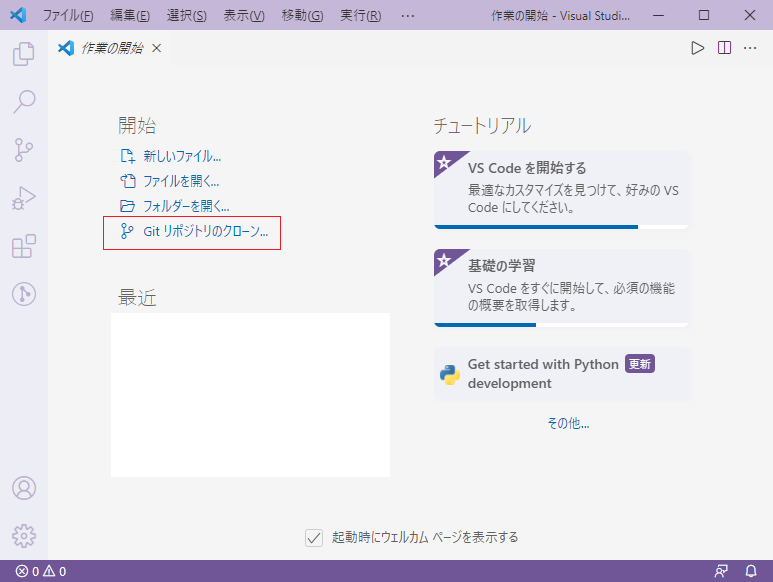 ファイル(F) 編集(E) 選択(S) 表示(V) 移動(G) 実行(R) … 作業の開始 - Visual Studi...
作業の開始
開始
新しいファイル...
ファイルを開く...
フォルダーを開く...
Git リポジトリのクローン...
最近
チュートリアル
VS Code を開始する
最適なカスタマイズを見つけて、好みの VS
Code にしてください。
基礎の学習
VS Code をすぐに開始して、必須の機能
の概要を取得します。
Get started with Python 更新
development
その他...
起動時にウェルカム ページを表示する
0 0